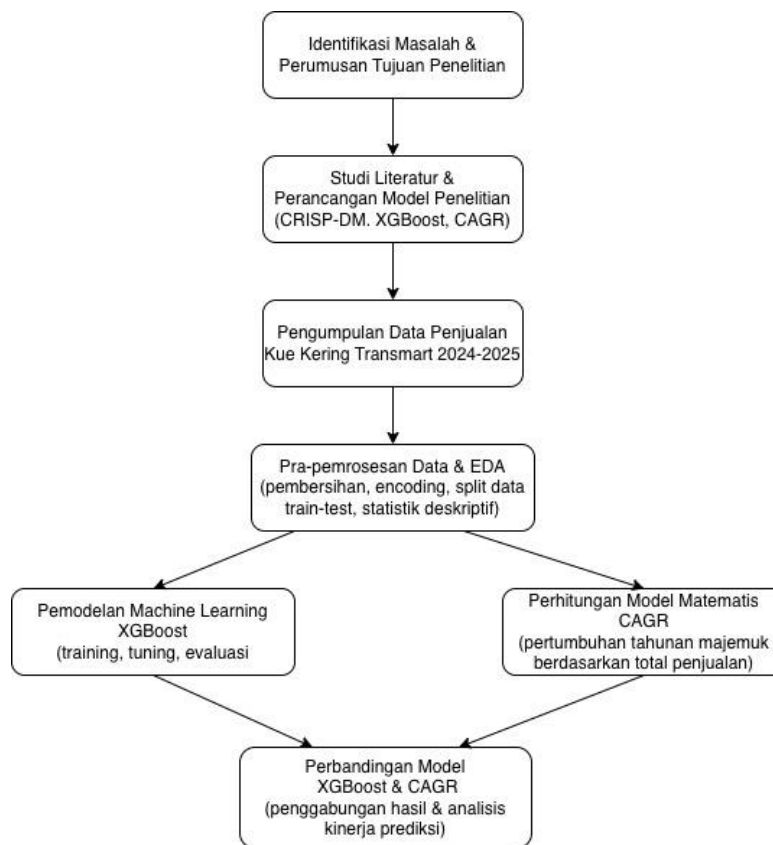 Identifikasi Masalah &
Perumusan Tujuan Penelitian
Studi Literatur &
Perancangan Model Penelitian
(CRISP-DM. XGBoost, CAGR)
Pengumpulan Data Penjualan
Kue Kering Transmart 2024-2025
Pra-pemrosesan Data & EDA
(pembersihan, encoding, split data
train-test, statistik deskriptif)
Pemodelan Machine Learning
XGBoost
(training, tuning, evaluasi
Perhitungan Model Matematis
CAGR
(pertumbuhan tahunan majemuk
berdasarkan total penjualan)
Perbandingan Model
XGBoost & CAGR
(penggabungan hasil & analisis
kinerja prediksi)